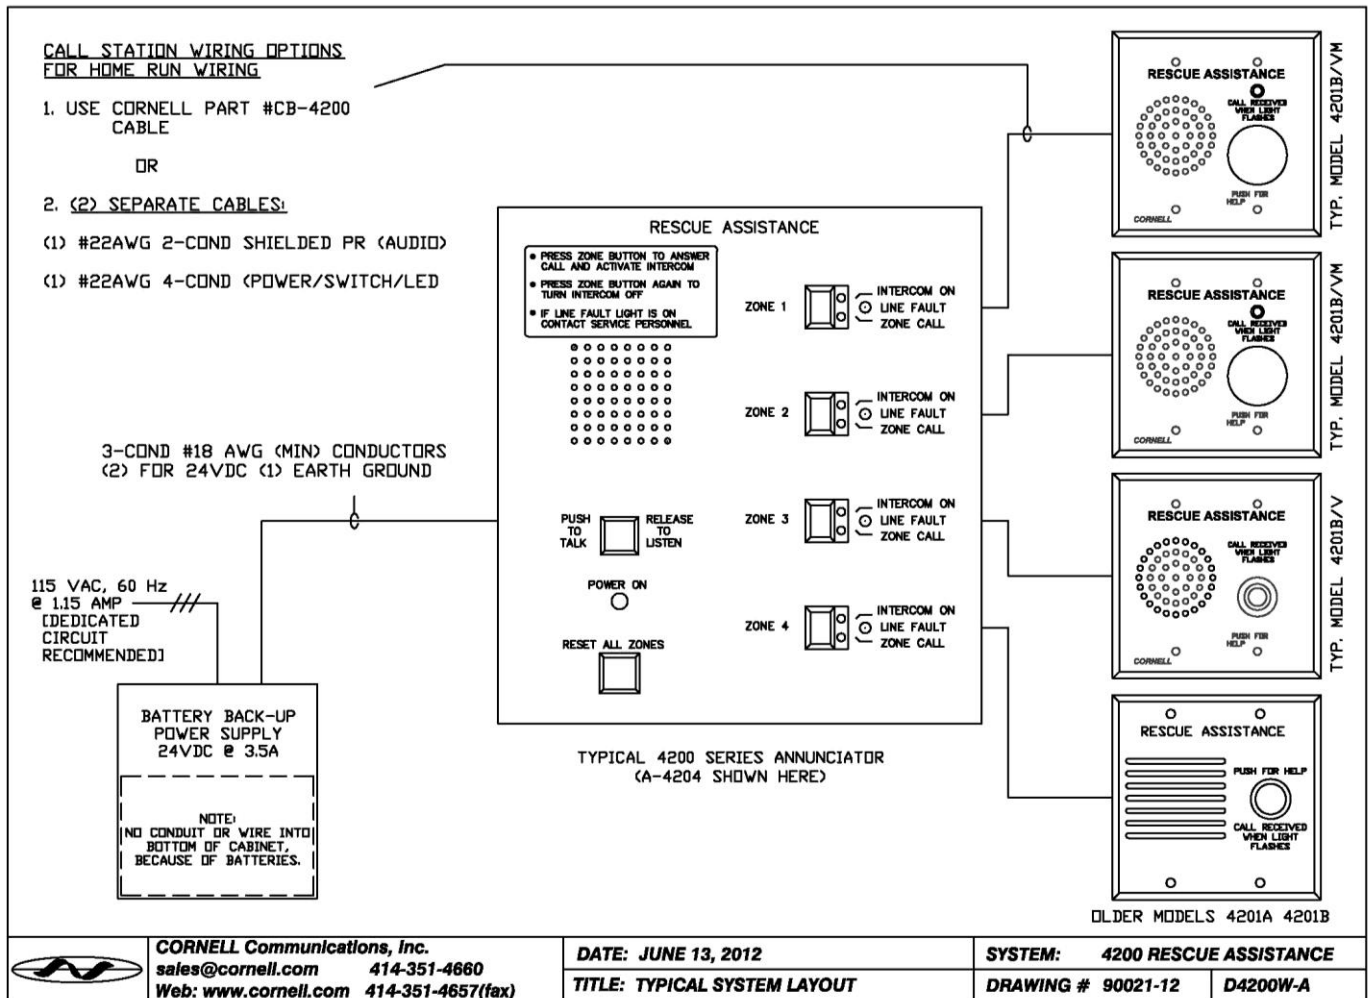 CALL STATION WIRING OPTIONS
FOR HOME RUN WIRING
1. USE CORNELL PART #CB-4200
CABLE
OR
2. (2) SEPARATE CABLES:
(1) #22AWG 2-COND SHIELDED PR (AUDIO)
(1) #22AWG 4-COND (POWER/SWITCH/LED
3-COND #18 AWG (MIN) CONDUCTORS
(2) FOR 24VDC (1) EARTH GROUND
115 VAC, 60 Hz
@ 1.15 AMP
[DEDICATED
CIRCUIT
RECOMMENDED]
BATTERY BACK-UP
POWER SUPPLY
24VDC @ 3.5A
NOTE:
NO CONDUIT OR WIRE INTO
BOTTOM OF CABINET,
BECAUSE OF BATTERIES.
RESCUE ASSISTANCE
• PRESS ZONE BUTTON TO ANSWER
CALL AND ACTIVATE INTERCOM
• PRESS ZONE BUTTON AGAIN TO
TURN INTERCOM OFF
• IF LINE FAULT LIGHT IS ON
CONTACT SERVICE PERSONNEL
ZONE 1
INTERCOM ON
LINE FAULT
ZONE CALL
ZONE 2
INTERCOM ON
LINE FAULT
ZONE CALL
ZONE 3
INTERCOM ON
LINE FAULT
ZONE CALL
ZONE 4
INTERCOM ON
LINE FAULT
ZONE CALL
PUSH
TO
TALK
RELEASE
TO
LISTEN
POWER ON
RESET ALL ZONES
TYPICAL 4200 SERIES ANNUNCIATOR
(A-4204 SHOWN HERE)
RESCUE ASSISTANCE
CALL RECEIVED
WHEN LIGHT
FLASHES
PUSH FOR
HELP
CORNELL
TYP. MODEL 4201B/VM
RESCUE ASSISTANCE
CALL RECEIVED
WHEN LIGHT
FLASHES
PUSH FOR
HELP
CORNELL
TYP. MODEL 4201B/VM
RESCUE ASSISTANCE
CALL RECEIVED
WHEN LIGHT
FLASHES
PUSH FOR
HELP
CORNELL
TYP. MODEL 4201B/V
RESCUE ASSISTANCE
PUSH FOR HELP
CALL RECEIVED
WHEN LIGHT
FLASHES
OLDER MODELS 4201A 4201B
CORNELL Communications, Inc.
sales@cornell.com 414-351-4660
Web: www.cornell.com 414-351-4657(fax)
DATE: JUNE 13, 2012
TITLE: TYPICAL SYSTEM LAYOUT
SYSTEM: 4200 RESCUE ASSISTANCE
DRAWING # 90021-12 D4200W-A